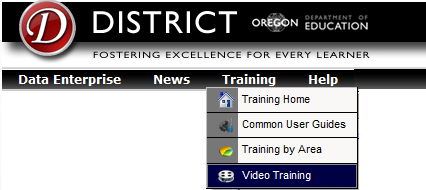 D DISTRICT OREGON DEPARTMENT OF EDUCATION
FOSTERING EXCELLENCE FOR EVERY LEARNER
Data Enterprise News Training Help
Training Home
Common User Guides
Training by Area
Video Training